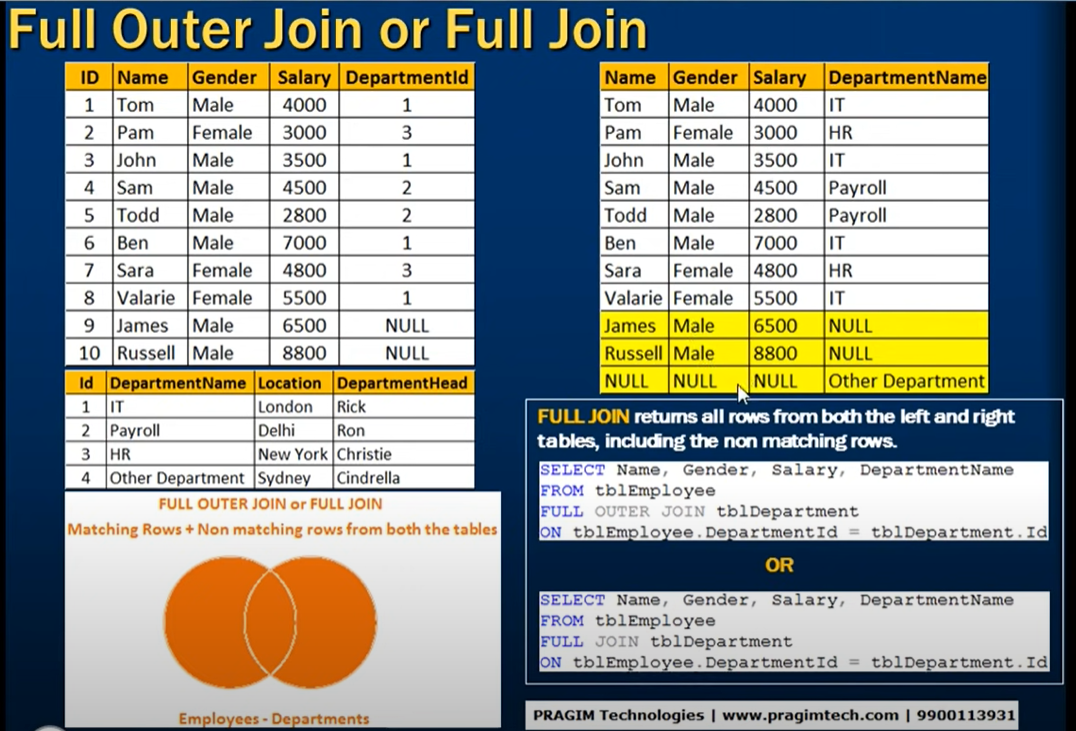 Full Outer Join or Full Join
ID Name Gender Salary DepartmentId
1 Tom Male 4000 1
2 Pam Female 3000 3
3 John Male 3500 1
4 Sam Male 4500 2
5 Todd Male 2800 2
6 Ben Male 7000 1
7 Sara Female 4800 3
8 Valarie Female 5500 1
9 James Male 6500 NULL
10 Russell Male 8800 NULL
Id DepartmentName Location DepartmentHead
1 IT London Rick
2 Payroll Delhi Ron
3 HR New York Christie
4 Other Department Sydney Cindrella
FULL OUTER JOIN or FULL JOIN
Matching Rows + Non matching rows from both the tables
Employees - Departments
Name Gender Salary DepartmentName
Tom Male 4000 IT
Pam Female 3000 HR
John Male 3500 IT
Sam Male 4500 Payroll
Todd Male 2800 Payroll
Ben Male 7000 IT
Sara Female 4800 HR
Valarie Female 5500 IT
James Male 6500 NULL
Russell Male 8800 NULL
NULL NULL NULL Other Department
FULL JOIN returns all rows from both the left and right
tables, including the non matching rows.
SELECT Name, Gender, Salary, DepartmentName
FROM tblEmployee
FULL OUTER JOIN tblDepartment
ON tblEmployee.DepartmentId = tblDepartment.Id
OR
SELECT Name, Gender, Salary, DepartmentName
FROM tblEmployee
FULL JOIN tblDepartment
ON tblEmployee.DepartmentId = tblDepartment.Id
PRAGIM Technologies | www.pragimtech.com | 9900113931